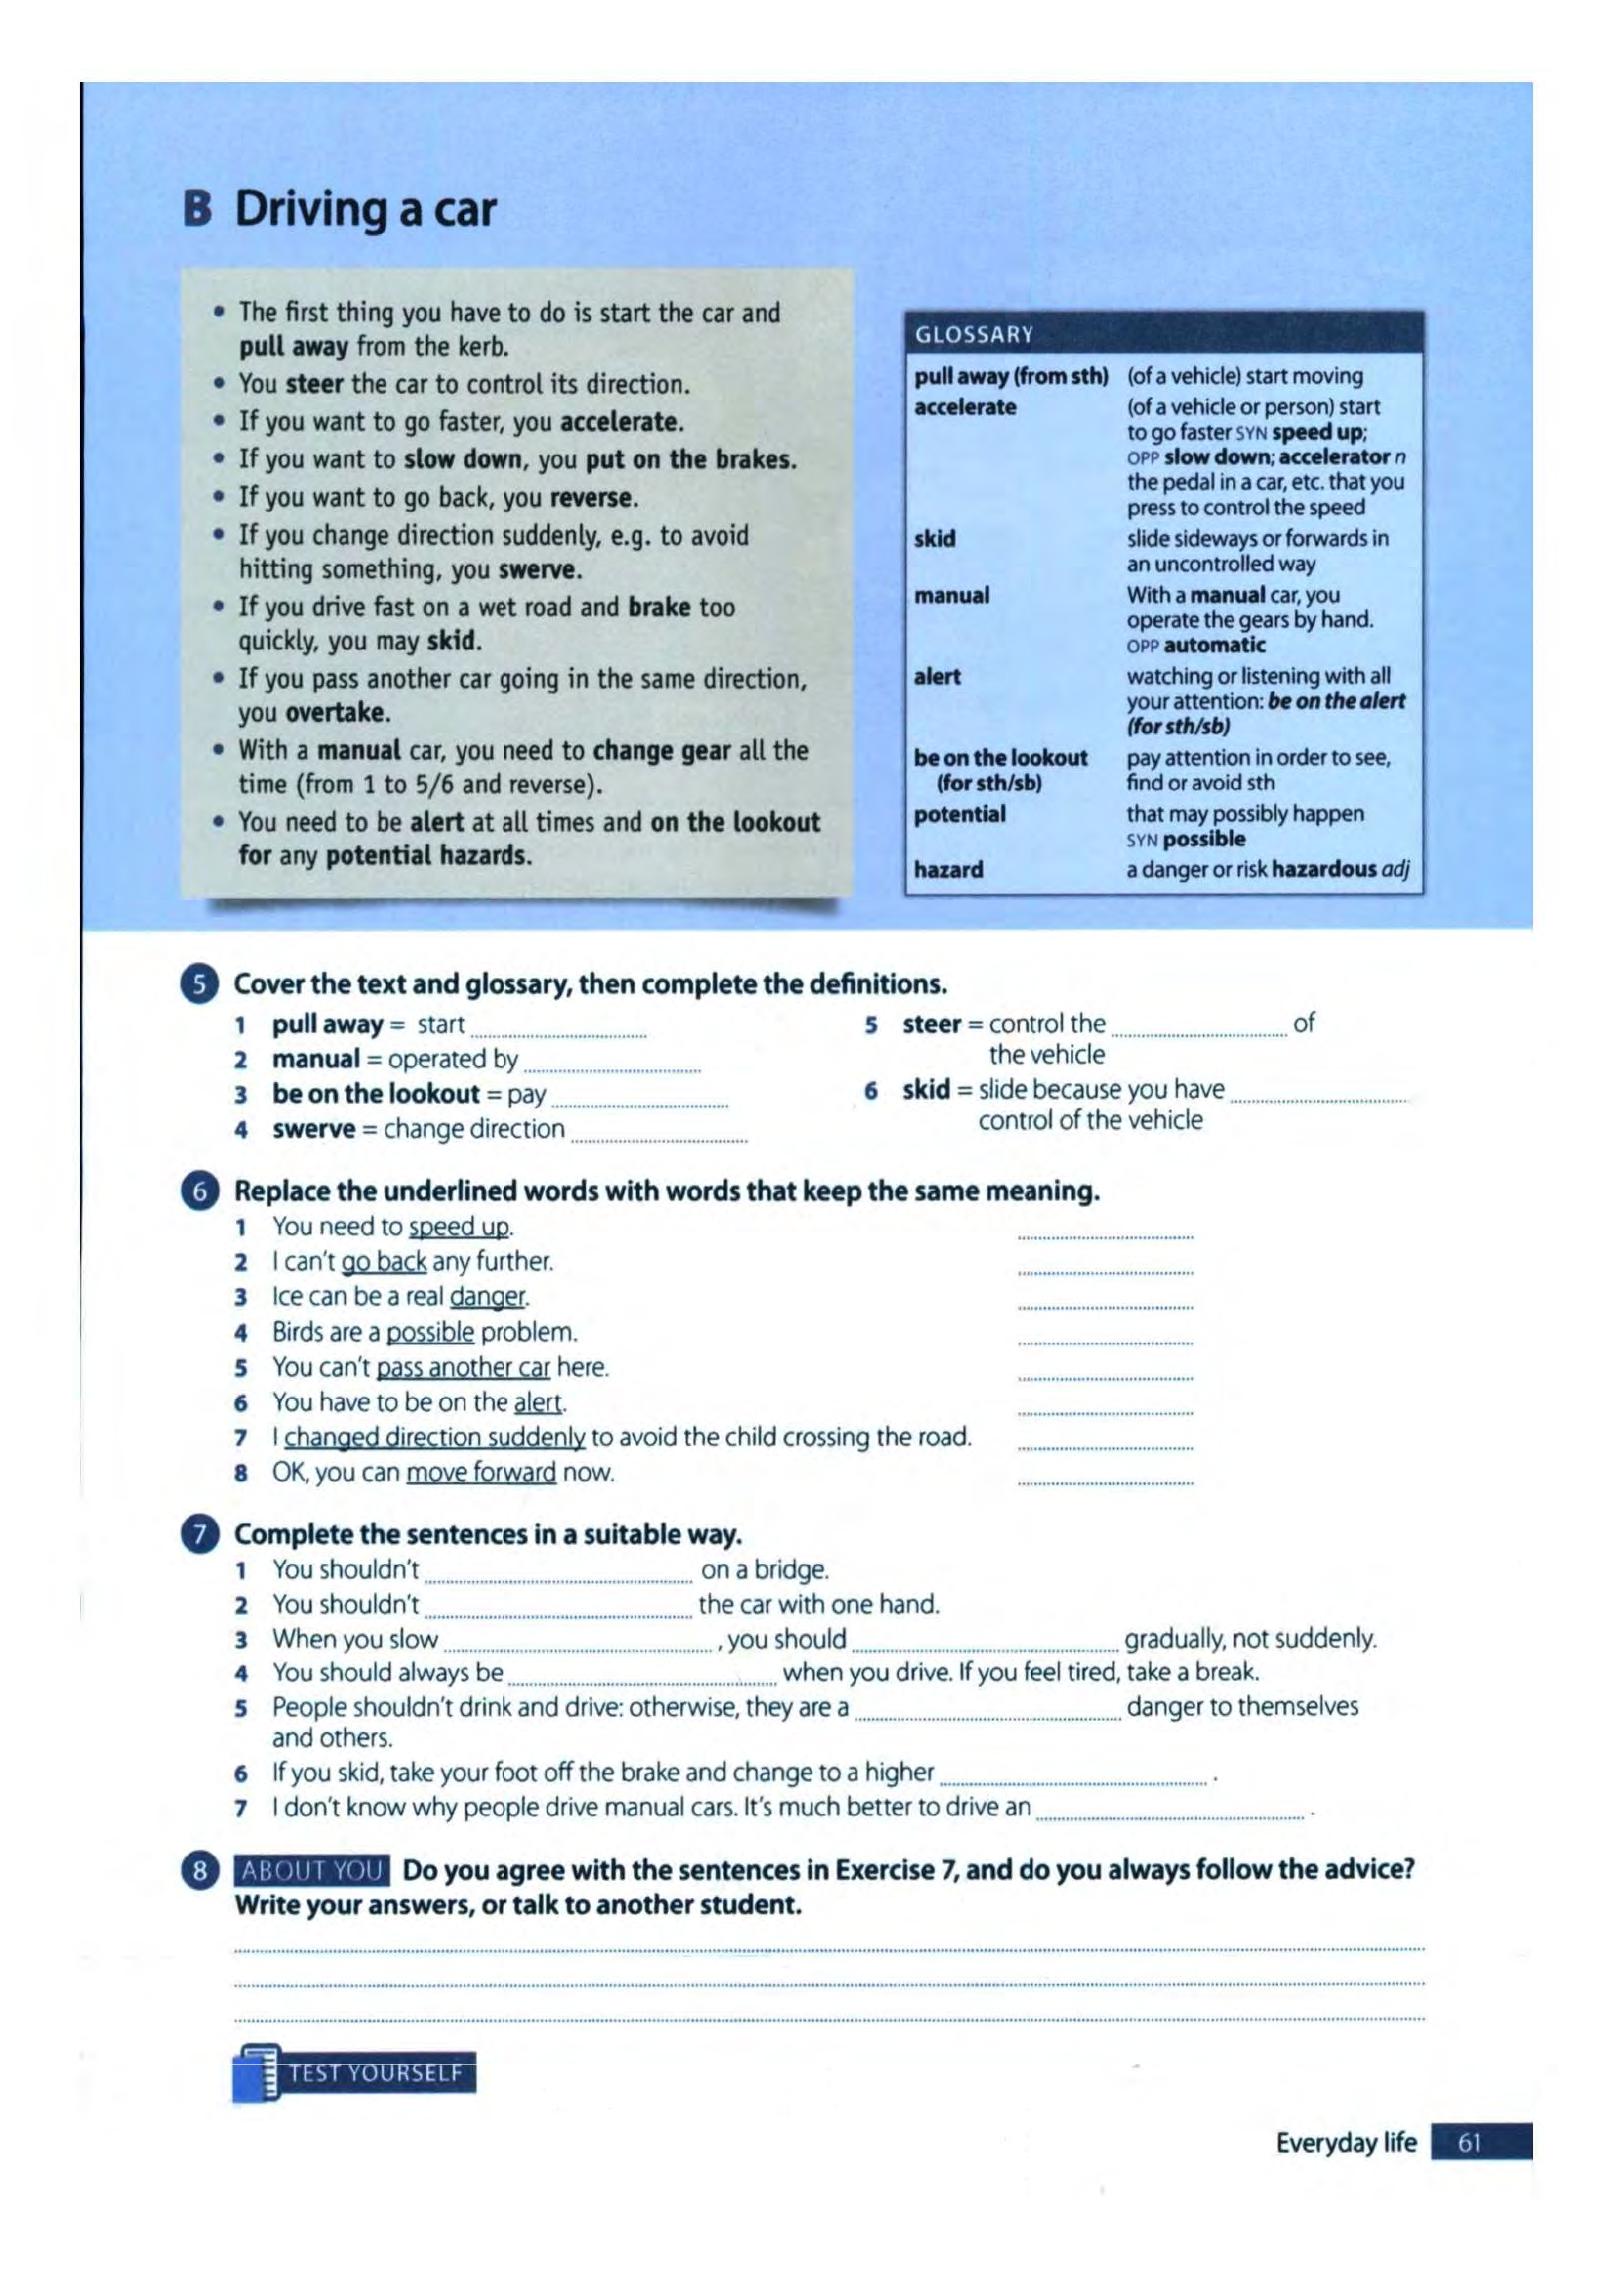 B Driving a car
• The first thing you have to do is start the car and
pull away from the kerb.
• You steer the car to control its direction.
• If you want to go faster, you accelerate.
• If you want to slow down, you put on the brakes.
• If you want to go back, you reverse.
• If you change direction suddenly, e.g. to avoid
hitting something, you swerve.
• If you drive fast on a wet road and brake too
quickly, you may skid.
• If you pass another car going in the same direction,
you overtake.
• With a manual car, you need to change gear all the
time (from 1 to 5/6 and reverse).
• You need to be alert at all times and on the lookout
for any potential hazards.
GLOSSARY
pull away (from sth) (of a vehicle) start moving
accelerate (of a vehicle or person) start
to go faster SYN speed up;
OPP slow down; accelerator n
the pedal in a car, etc. that you
press to control the speed
skid slide sideways or forwards in
an uncontrolled way
manual With a manual car, you
operate the gears by hand.
OPP automatic
alert watching or listening with all
your attention: be on the alert
(for sth/sb)
be on the lookout pay attention in order to see,
(for sth/sb) find or avoid sth
potential that may possibly happen
SYN possible
hazard a danger or risk hazardous adj
5 Cover the text and glossary, then complete the definitions.
1 pull away = start
2 manual = operated by
3 be on the lookout = pay
4 swerve = change direction
5 steer = control the of
the vehicle
6 skid = slide because you have
control of the vehicle
6 Replace the underlined words with words that keep the same meaning.
1 You need to speed up.
2 I can't go back any further.
3 Ice can be a real danger.
4 Birds are a possible problem.
5 You can't pass another car here.
6 You have to be on the alert.
7 I changed direction suddenly to avoid the child crossing the road.
8 OK, you can move forward now.
7 Complete the sentences in a suitable way.
1 You shouldn't on a bridge.
2 You shouldn't the car with one hand.
3 When you slow , you should gradually, not suddenly.
4 You should always be when you drive. If you feel tired, take a break.
5 People shouldn't drink and drive: otherwise, they are a danger to themselves
and others.
6 If you skid, take your foot off the brake and change to a higher .
7 I don't know why people drive manual cars. It's much better to drive an .
8 ABOUT YOU Do you agree with the sentences in Exercise 7, and do you always follow the advice?
Write your answers, or talk to another student.
TEST YOURSELF
Everyday life 61